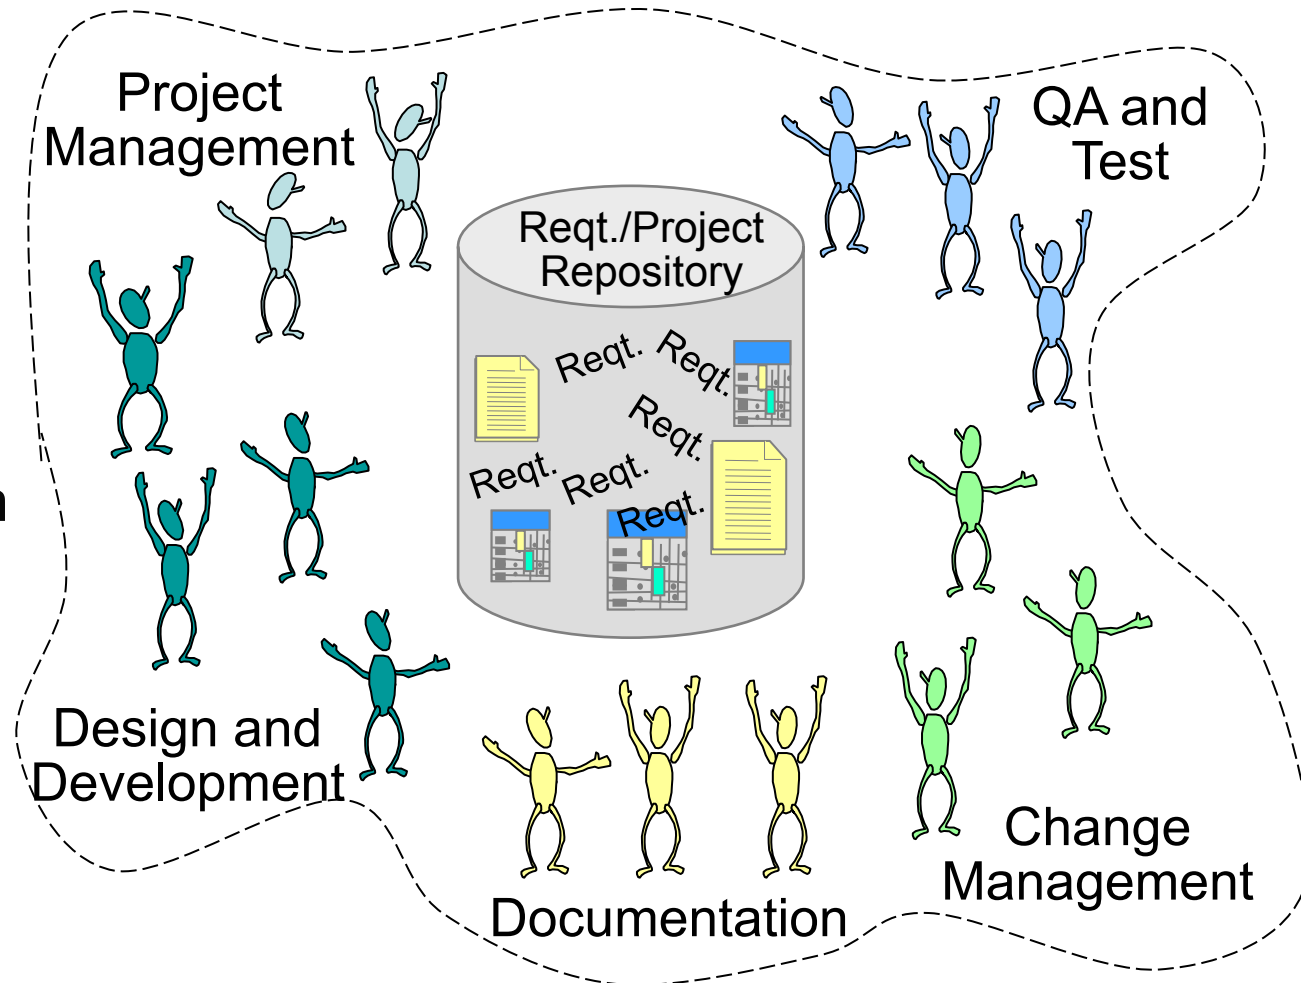 Project
Management
QA and
Test
Reqt./Project
Repository
Reqt.
Reqt.
Reqt.
Reqt.
Reqt.
Reqt.
Design and
Development
Change
Management
Documentation